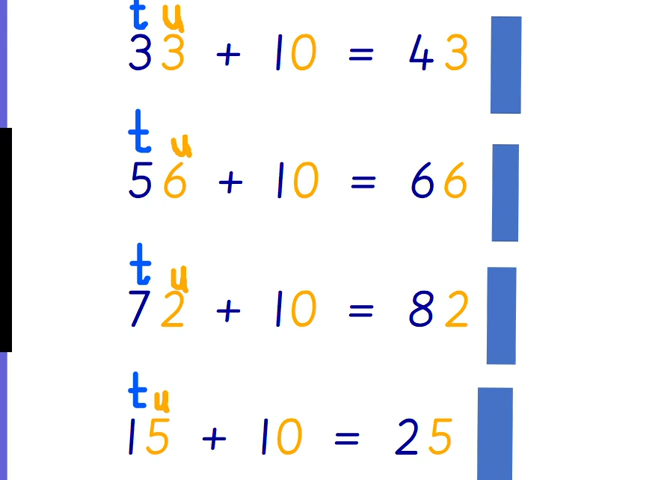 t u
33 + 10 = 43
t u
56 + 10 = 66
t u
72 + 10 = 82
t u
15 + 10 = 25